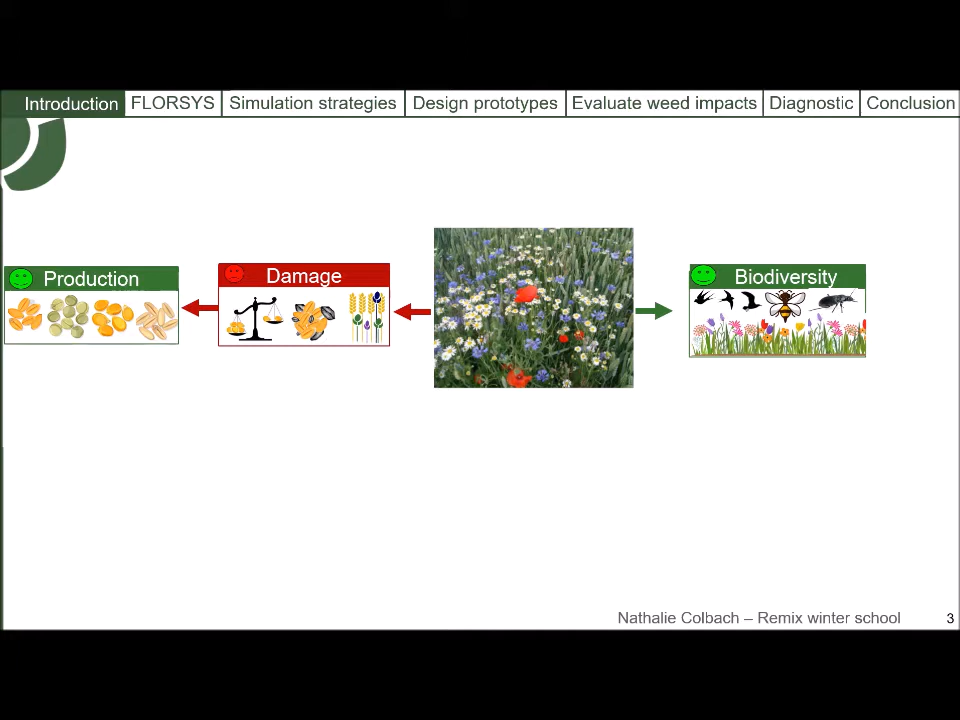 Introduction FLORSYS Simulation strategies Design prototypes Evaluate weed impacts Diagnostic Conclusion
Production
Damage
Biodiversity
Nathalie Colbach – Remix winter school 3